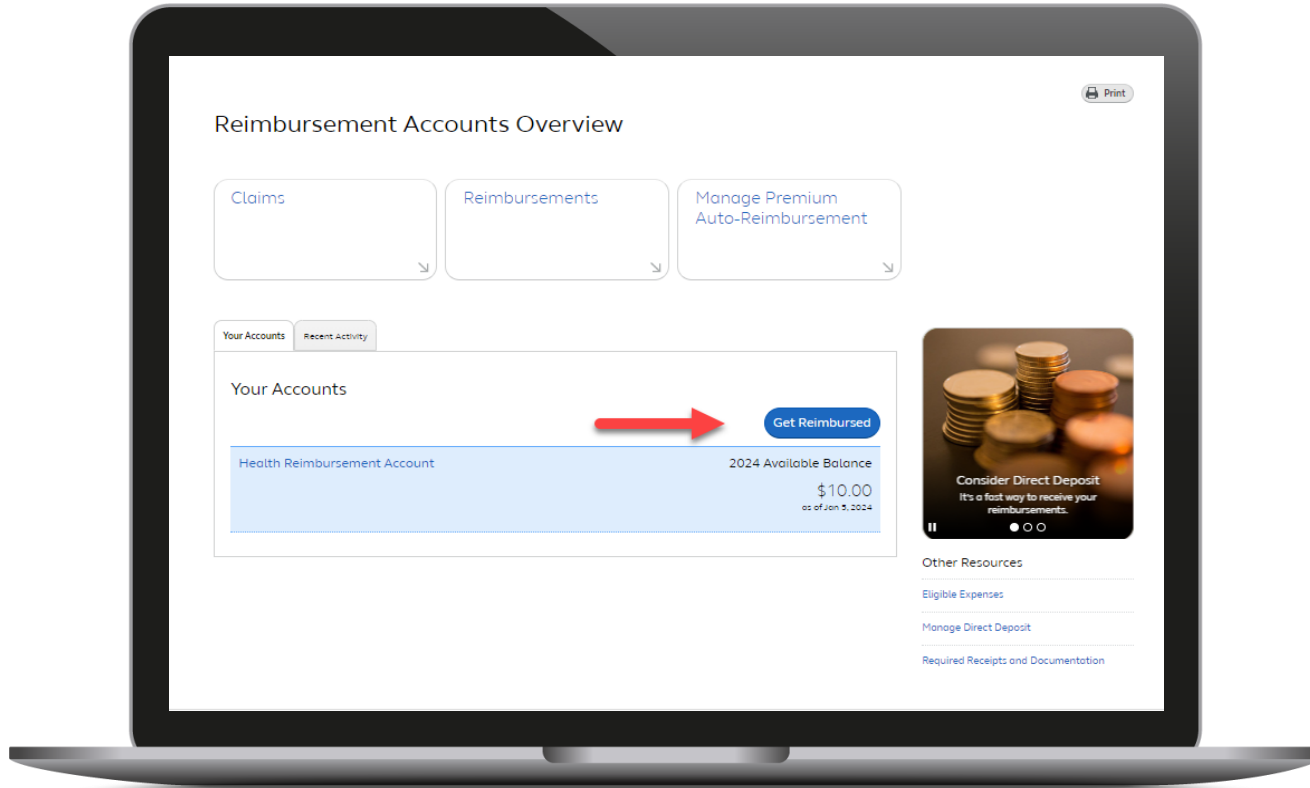 Print
Reimbursement Accounts Overview
Claims
Reimbursements
Manage Premium
Auto-Reimbursement
Your Accounts
Recent Activity
Your Accounts
Get Reimbursed
Health Reimbursement Account
2024 Available Balance
$10.00
as of Jan 5, 2024
Consider Direct Deposit
It's a fast way to receive your
reimbursements.
Other Resources
Eligible Expenses
Manage Direct Deposit
Required Receipts and Documentation